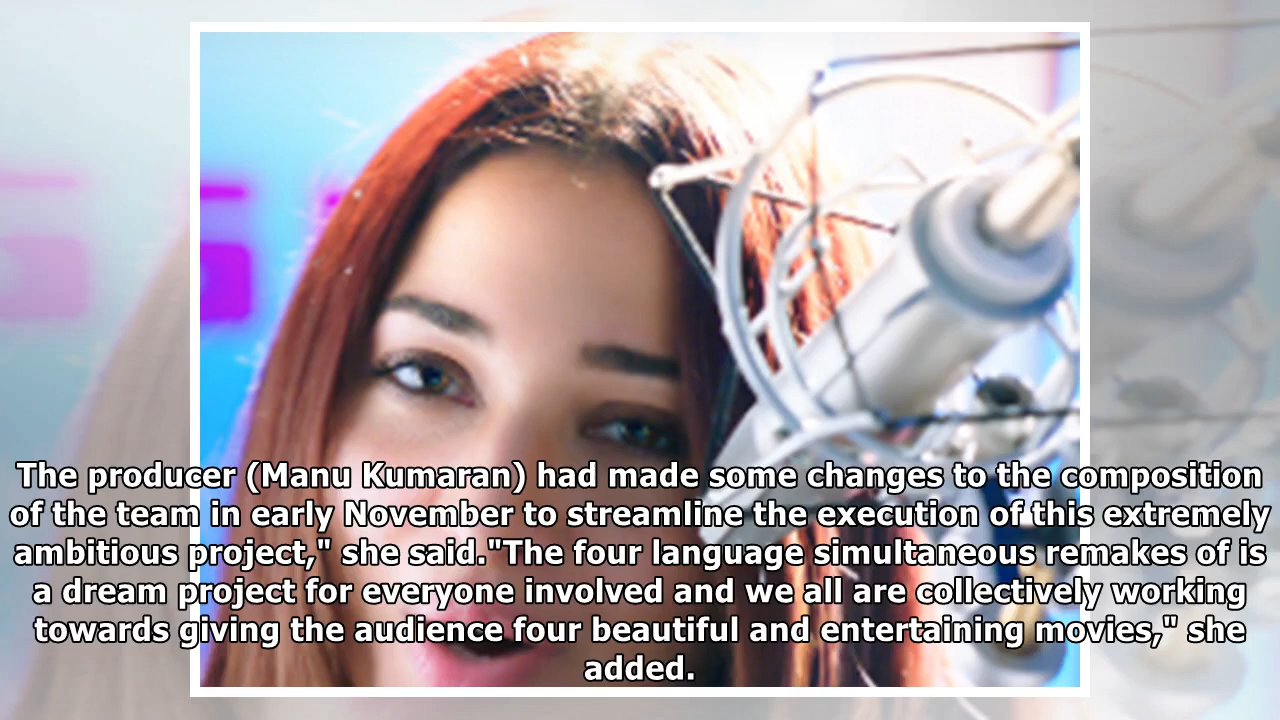 The producer (Manu Kumaran) had made some changes to the composition
of the team in early November to streamline the execution of this extremely
ambitious project," she said."The four language simultaneous remakes of is
a dream project for everyone involved and we all are collectively working
towards giving the audience four beautiful and entertaining movies," she
added.